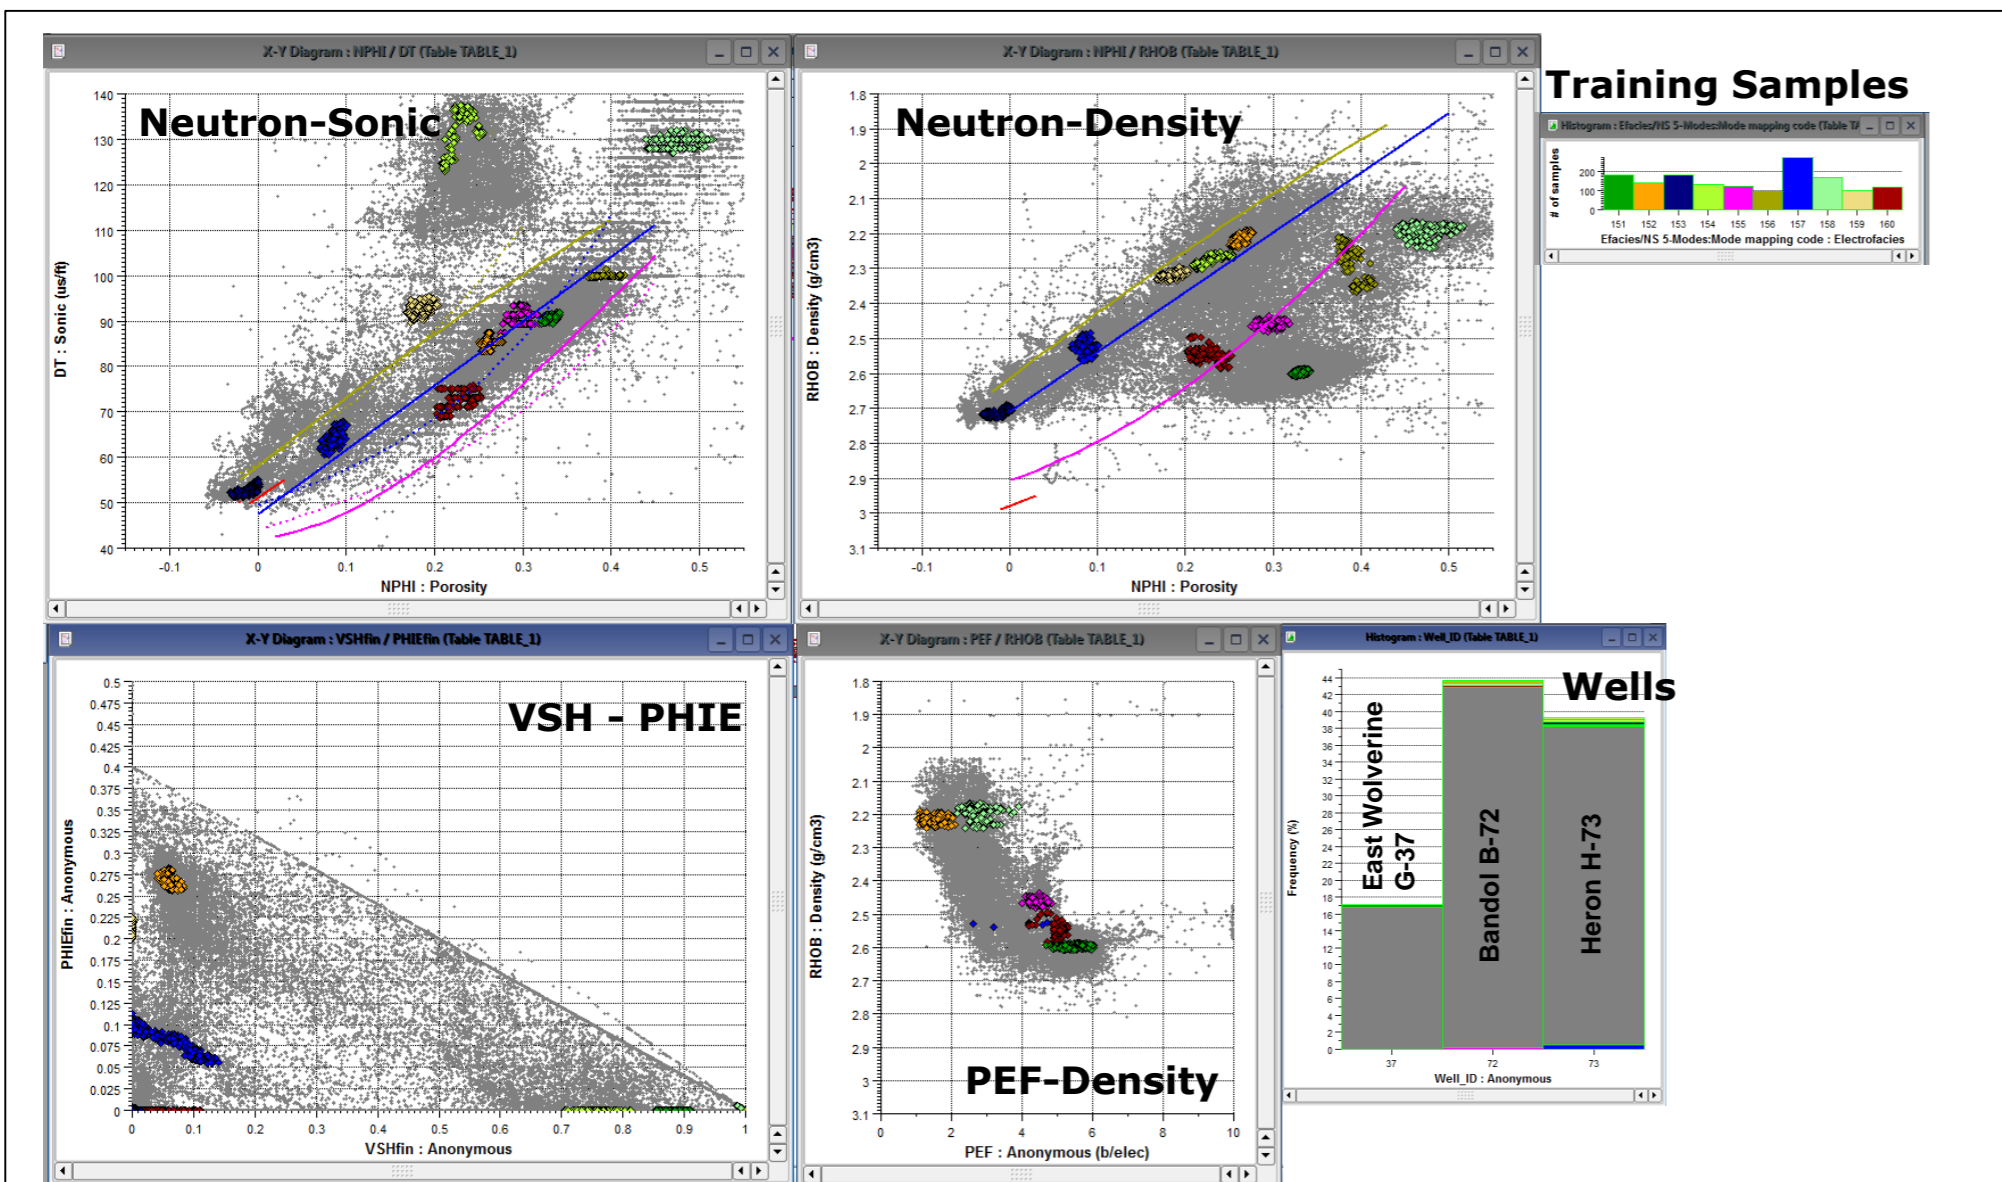 X-Y Diagram : NPHI / DT (Table TABLE_1)
Neutron-Sonic
140
130
120
110
100
90
80
70
60
50
40
DT : Sonic (us/ft)
-0.1 0 0.1 0.2 0.3 0.4 0.5
NPHI : Porosity
X-Y Diagram : NPHI / RHOB (Table TABLE_1)
Neutron-Density
1.8
1.9
2
2.1
2.2
2.3
2.4
2.5
2.6
2.7
2.8
2.9
3
3.1
RHOB : Density (g/cm3)
-0.1 0 0.1 0.2 0.3 0.4 0.5
NPHI : Porosity
Training Samples
Histogram : Efacies/NS 5-Modes:Mode mapping code (Table TA
# of samples
200
100
0
151 152 153 154 155 156 157 158 159 160
Efacies/NS 5-Modes:Mode mapping code : Electrofacies
X-Y Diagram : VSHfin / PHIEfin (Table TABLE_1)
VSH - PHIE
0.5
0.475
0.45
0.425
0.4
0.375
0.35
0.325
0.3
0.275
0.25
0.225
0.2
0.175
0.15
0.125
0.1
0.075
0.05
0.025
0
PHIEfin : Anonymous
0 0.1 0.2 0.3 0.4 0.5 0.6 0.7 0.8 0.9 1
VSHfin : Anonymous
X-Y Diagram : PEF / RHOB (Table TABLE_1)
1.8
1.9
2
2.1
2.2
2.3
2.4
2.5
2.6
2.7
2.8
2.9
3
3.1
RHOB : Density (g/cm3)
PEF-Density
0 2 4 6 8 10
PEF : Anonymous (b/elec)
Histogram : Well_ID (Table TABLE_1)
Wells
44
42
40
38
36
34
32
30
28
26
24
22
20
18
16
14
12
10
8
6
4
2
0
Frequency (%)
East Wolverine
G-37
Bandol B-72
Heron H-73
37 72 73
Well_ID : Anonymous